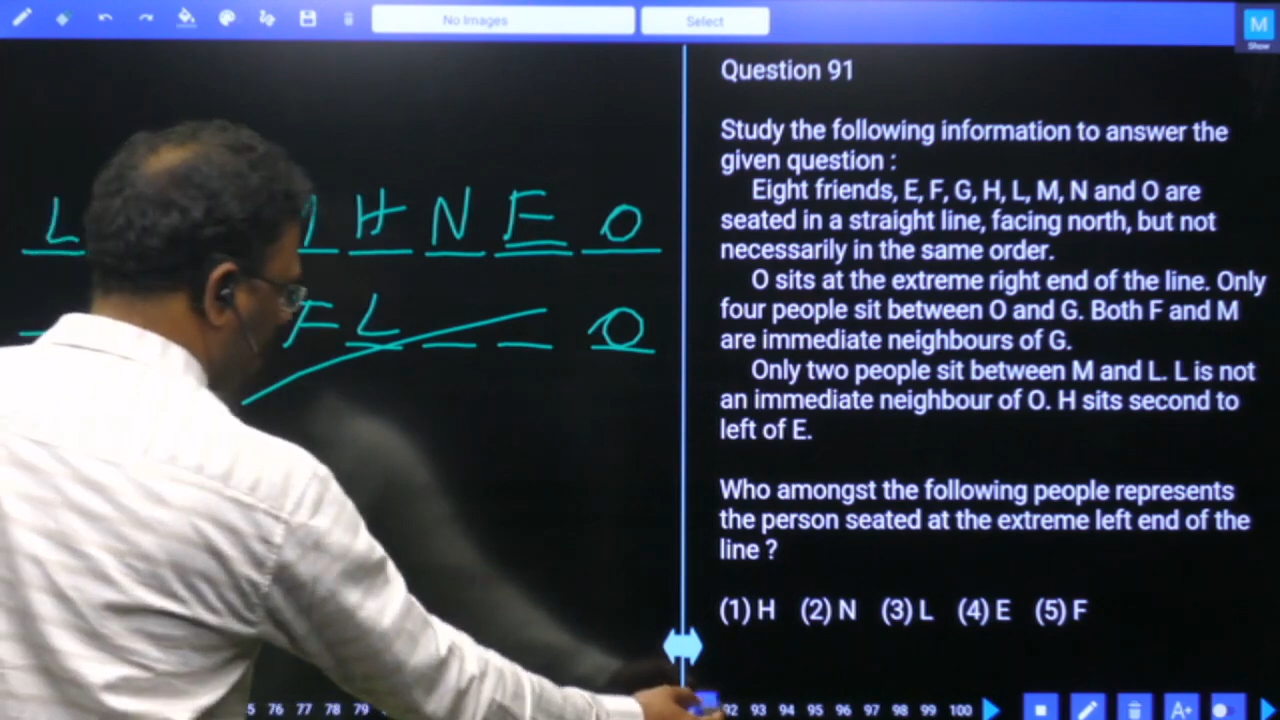 No Images
Select
M
Show
L M H N E O
F L O
Question 91
Study the following information to answer the
given question :
Eight friends, E, F, G, H, L, M, N and O are
seated in a straight line, facing north, but not
necessarily in the same order.
O sits at the extreme right end of the line. Only
four people sit between O and G. Both F and M
are immediate neighbours of G.
Only two people sit between M and L. L is not
an immediate neighbour of O. H sits second to
left of E.
Who amongst the following people represents
the person seated at the extreme left end of the
line ?
(1) H (2) N (3) L (4) E (5) F
76 77 78 79
92 93 94 95 96 97 98 99 100
A+